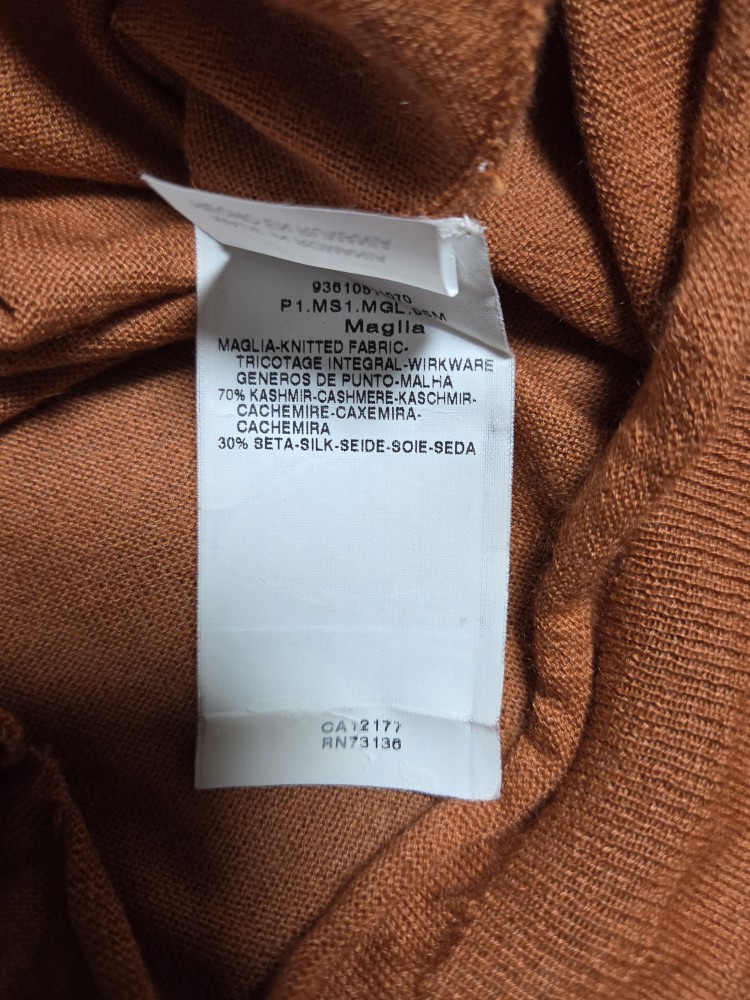 MAGLIA-KNITTED FABRIC-
TRICOTAGE INTEGRAL-WIRKWARE
GENEROS DE PUNTO-MALHA
70% KASHMIR-CASHMERE-KASCHMIR-
CACHEMIRE-CAXEMIRA-
CACHEMIRA
30% SETA-SILK-SEIDE-SOIE-SEDA
P1.MS1.MGL
Maglia
CA12177
RN73136